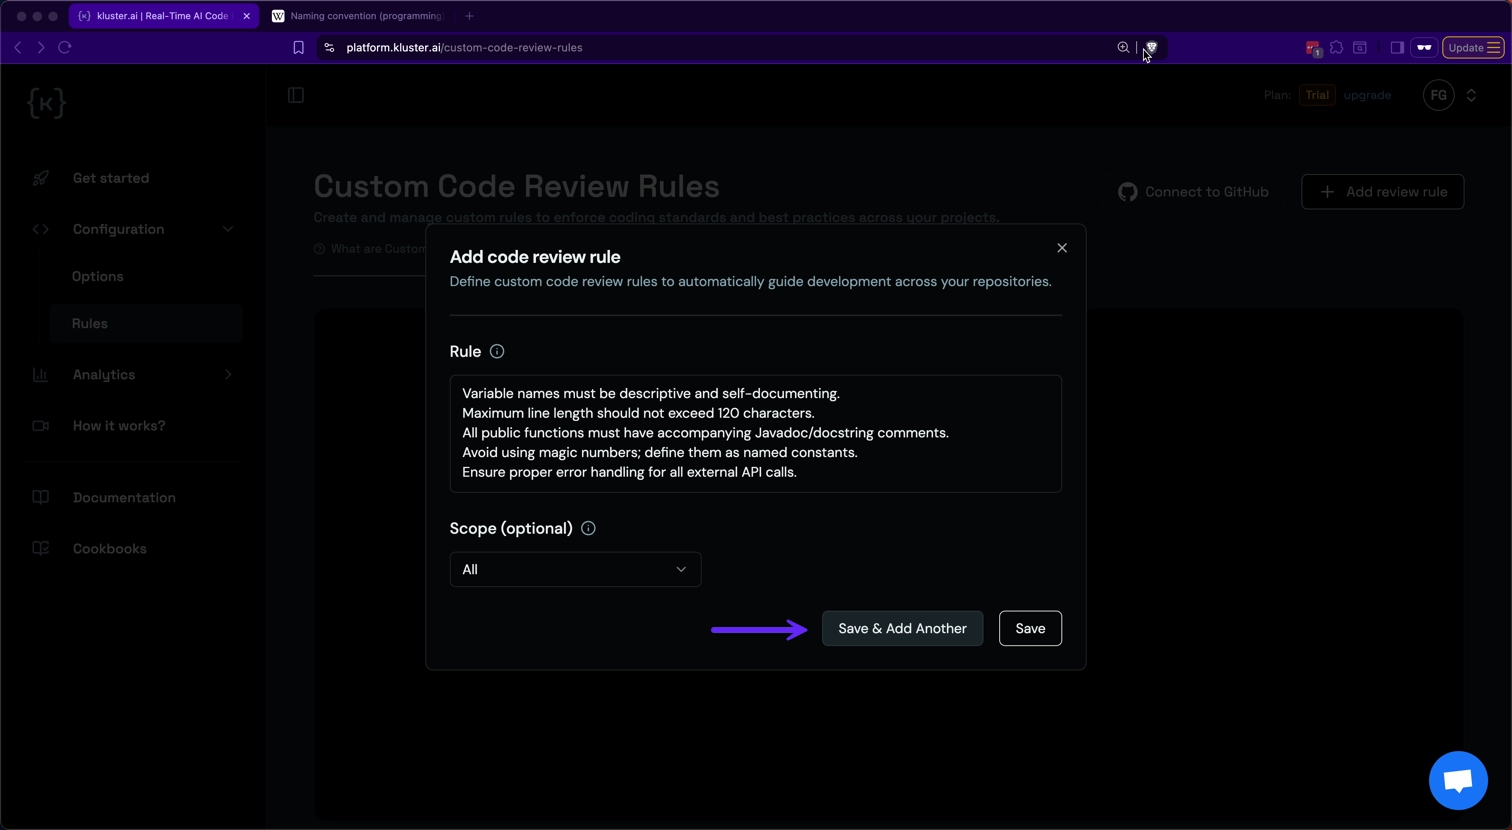 kluster.ai | Real-Time AI Code
Naming convention (programming)
platform.kluster.ai/custom-code-review-rules
1
Update
{K}
Plan: Trial upgrade
FG
Get started
Configuration
Options
Rules
Analytics
How it works?
Documentation
Cookbooks
Custom Code Review Rules
Create and manage custom rules to enforce coding standards and best practices across your projects.
What are Custom
Connect to GitHub
Add review rule
Add code review rule
Define custom code review rules to automatically guide development across your repositories.
Rule
Variable names must be descriptive and self-documenting.
Maximum line length should not exceed 120 characters.
All public functions must have accompanying Javadoc/docstring comments.
Avoid using magic numbers; define them as named constants.
Ensure proper error handling for all external API calls.
Scope (optional)
All
Save & Add Another
Save